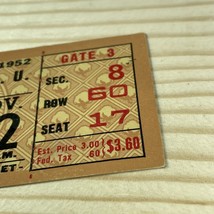 1952
U.
V.
2
M.
ET-
GATE 3
SEC. 8
ROW 60
SEAT 17
Est. Price 3.00
Fed. Tax .60
$3.60